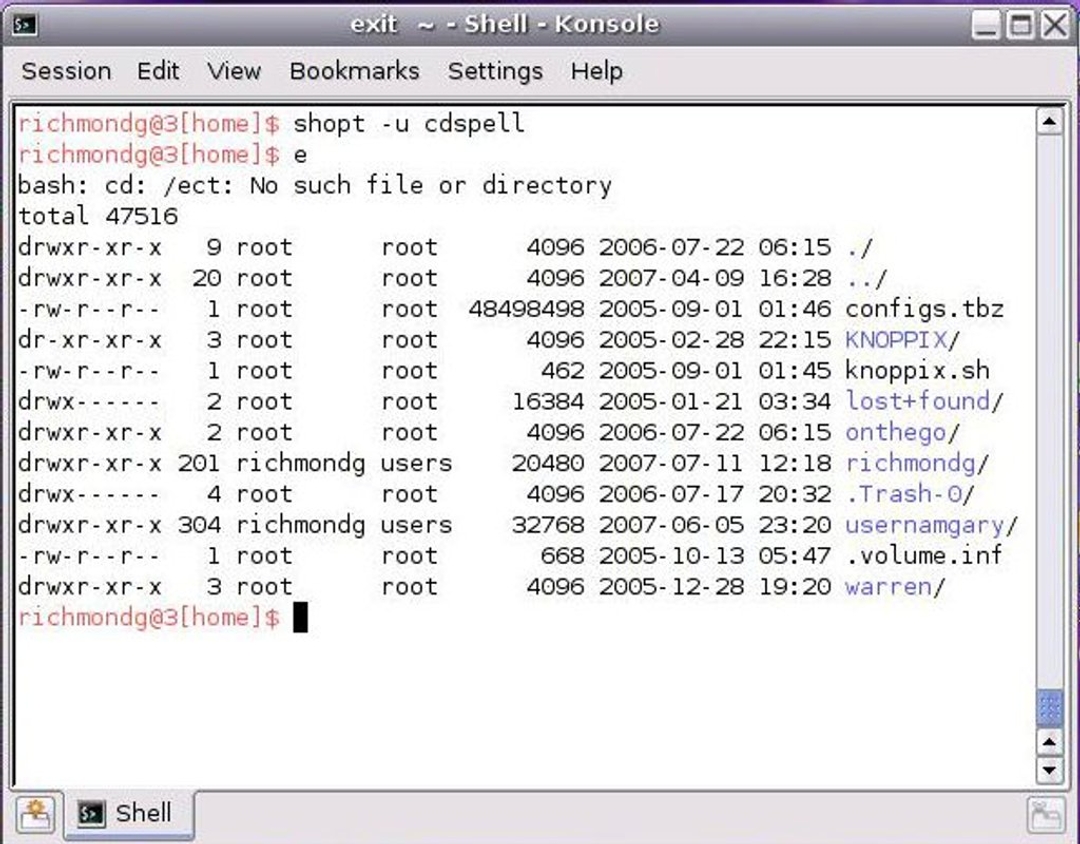 exit ~ - Shell - Konsole
Session Edit View Bookmarks Settings Help
richmondg@3[home]$ shopt -u cdspell
richmondg@3[home]$ e
bash: cd: /ect: No such file or directory
total 47516
drwxr-xr-x   9 root      root         4096 2006-07-22 06:15 ./
drwxr-xr-x  20 root      root         4096 2007-04-09 16:28 ../
-rw-r--r--   1 root      root     48498498 2005-09-01 01:46 configs.tbz
dr-xr-xr-x   3 root      root         4096 2005-02-28 22:15 KNOPPIX/
-rw-r--r--   1 root      root          462 2005-09-01 01:45 knoppix.sh
drwx------   2 root      root        16384 2005-01-21 03:34 lost+found/
drwxr-xr-x   2 root      root         4096 2006-07-22 06:15 onthego/
drwxr-xr-x 201 richmondg users       20480 2007-07-11 12:18 richmondg/
drwx------   4 root      root         4096 2006-07-17 20:32 .Trash-0/
drwxr-xr-x 304 richmondg users       32768 2007-06-05 23:20 usernamgary/
-rw-r--r--   1 root      root          668 2005-10-13 05:47 .volume.inf
drwxr-xr-x   3 root      root         4096 2005-12-28 19:20 warren/
richmondg@3[home]$
Shell